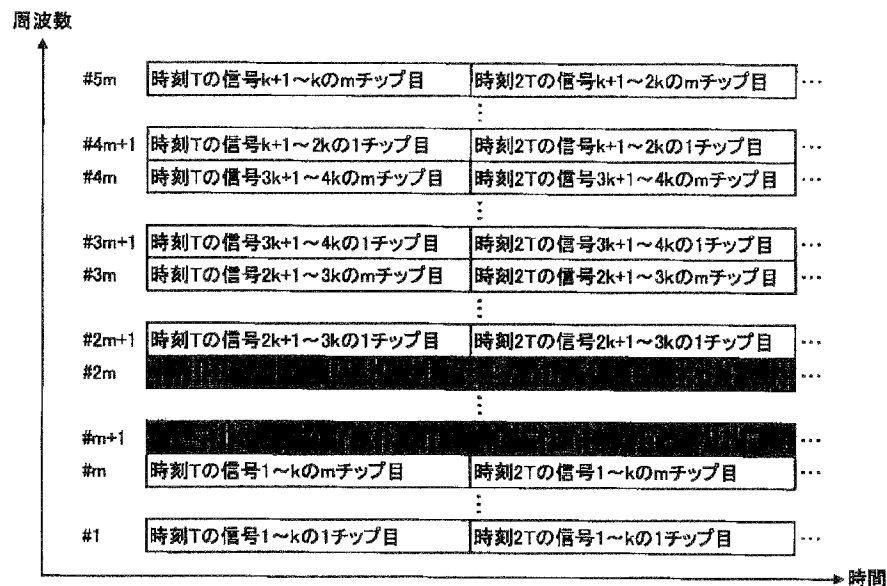 周波数
#5m 時刻Tの信号k+1～kのmチップ目 時刻2Tの信号k+1～2kのmチップ目 …
⋮
#4m+1 時刻Tの信号k+1～2kの1チップ目 時刻2Tの信号k+1～2kの1チップ目 …
#4m 時刻Tの信号3k+1～4kのmチップ目 時刻2Tの信号3k+1～4kのmチップ目 …
⋮
#3m+1 時刻Tの信号3k+1～4kの1チップ目 時刻2Tの信号3k+1～4kの1チップ目 …
#3m 時刻Tの信号2k+1～3kのmチップ目 時刻2Tの信号2k+1～3kのmチップ目 …
⋮
#2m+1 時刻Tの信号2k+1～3kの1チップ目 時刻2Tの信号2k+1～3kの1チップ目 …
#2m …
⋮
#m+1 …
#m 時刻Tの信号1～kのmチップ目 時刻2Tの信号1～kのmチップ目 …
⋮
#1 時刻Tの信号1～kの1チップ目 時刻2Tの信号1～kの1チップ目 …
時間